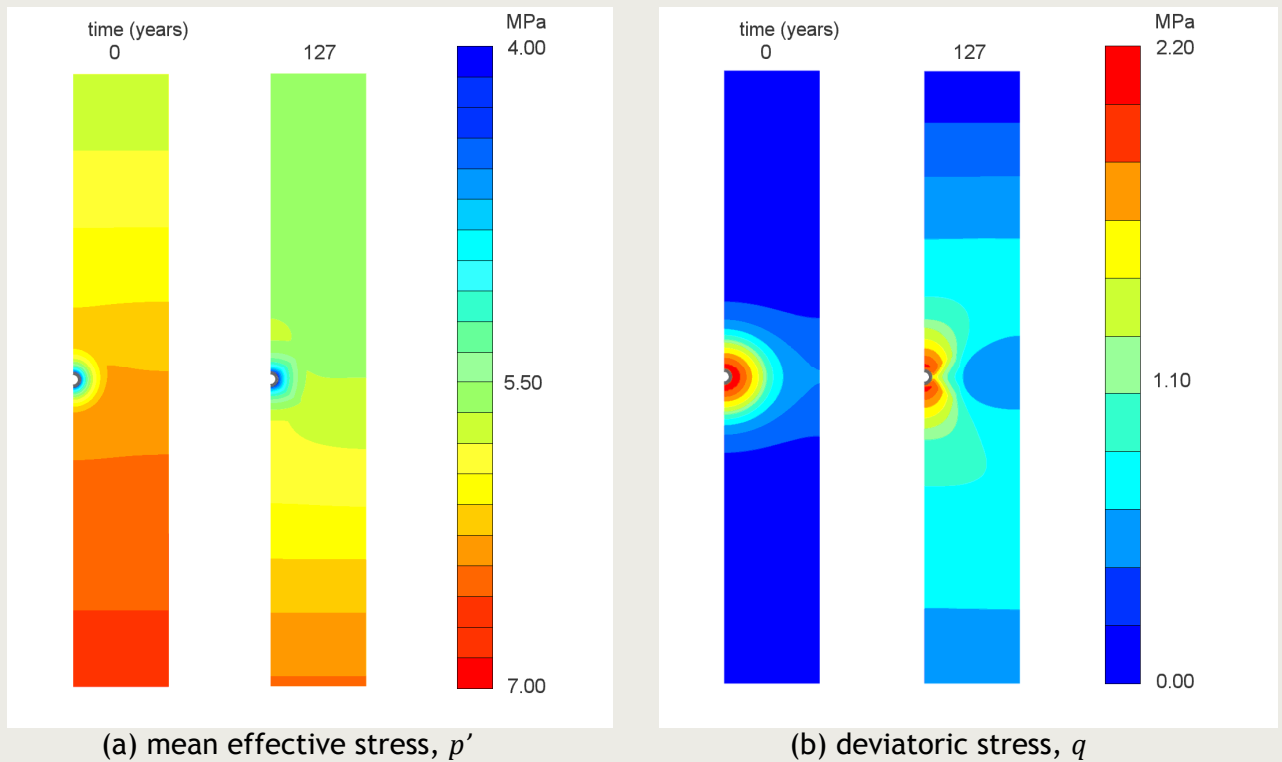 time (years)
0
127
MPa
4.00
5.50
7.00
(a) mean effective stress, p’
time (years)
0
127
MPa
2.20
1.10
0.00
(b) deviatoric stress, q